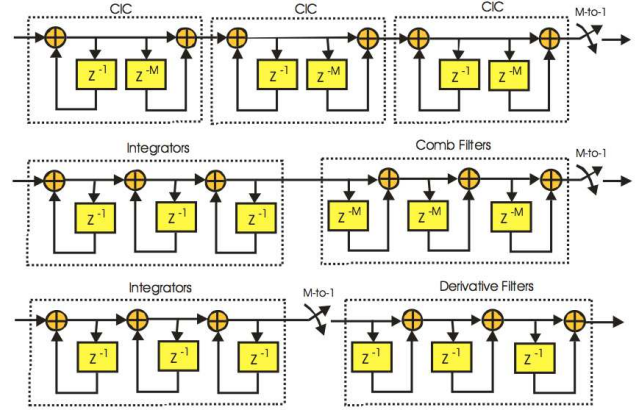 CIC CIC CIC
M-to-1
Z⁻¹ Z⁻ᴹ Z⁻¹ Z⁻ᴹ Z⁻¹ Z⁻ᴹ
Integrators Comb Filters
M-to-1
Z⁻¹ Z⁻¹ Z⁻¹ Z⁻ᴹ Z⁻ᴹ Z⁻ᴹ
Integrators Derivative Filters
M-to-1
Z⁻¹ Z⁻¹ Z⁻¹ Z⁻¹ Z⁻¹ Z⁻¹